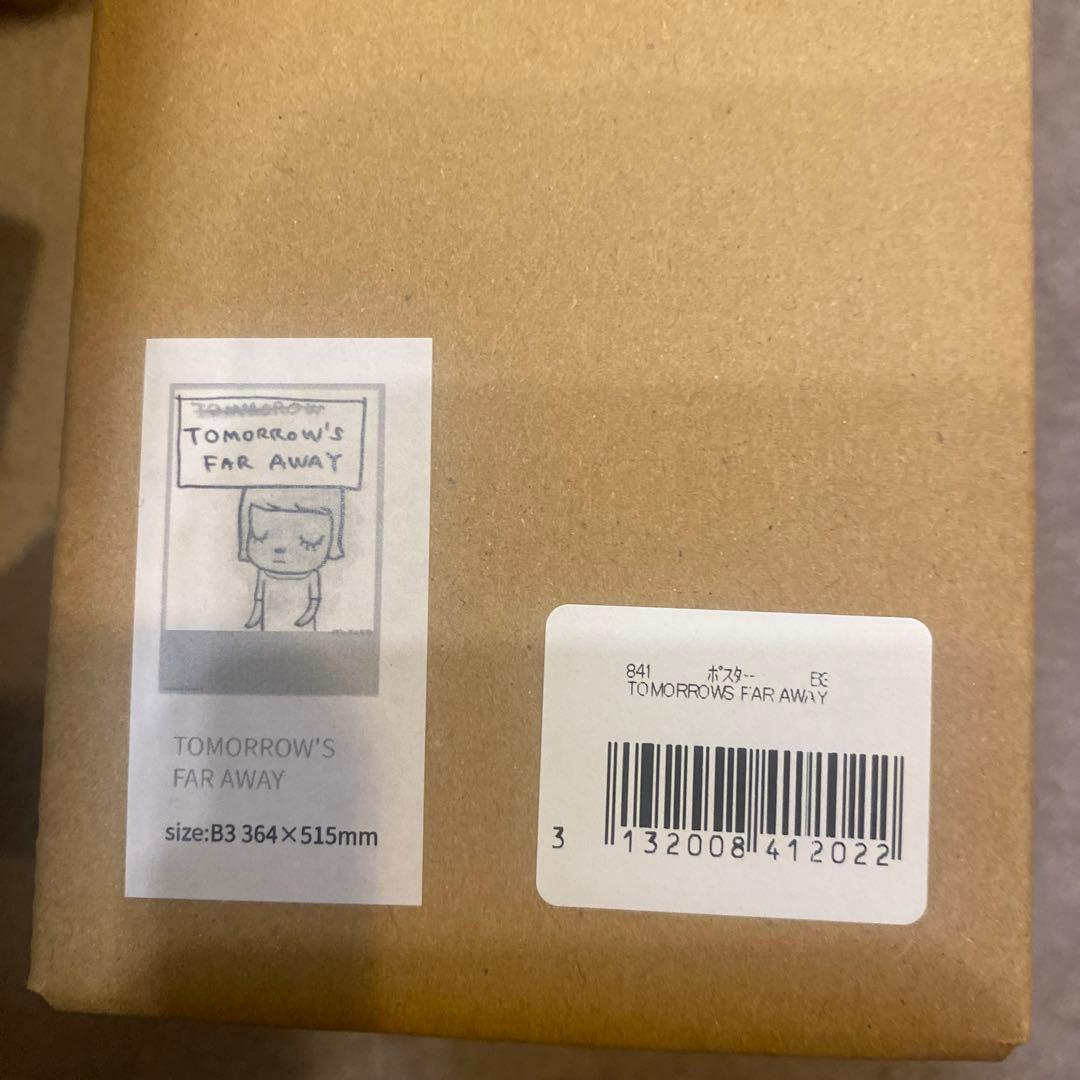 TOMMOROW
TOMORROW'S
FAR AWAY
TOMORROW'S
FAR AWAY
size:B3 364×515mm
841 ポスター B3
TOMORROWS FAR AWAY
3 132008 412022